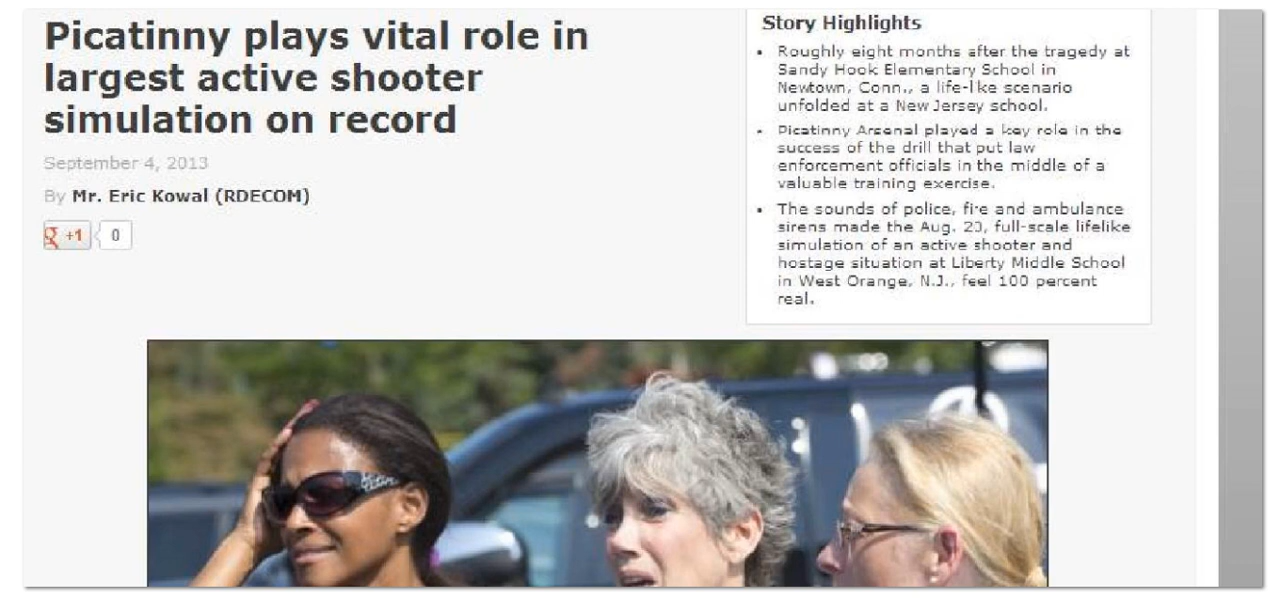 Picatinny plays vital role in
largest active shooter
simulation on record
September 4, 2013
By Mr. Eric Kowal (RDECOM)
+1 0
Story Highlights
• Roughly eight months after the tragedy at
Sandy Hook Elementary School in
Newtown, Conn., a life-like scenario
unfolded at a New Jersey school.
• Picatinny Arsenal played a key role in the
success of the drill that put law
enforcement officials in the middle of a
valuable training exercise.
• The sounds of police, fire and ambulance
sirens made the Aug. 20, full-scale lifelike
simulation of an active shooter and
hostage situation at Liberty Middle School
in West Orange, N.J., feel 100 percent
real.